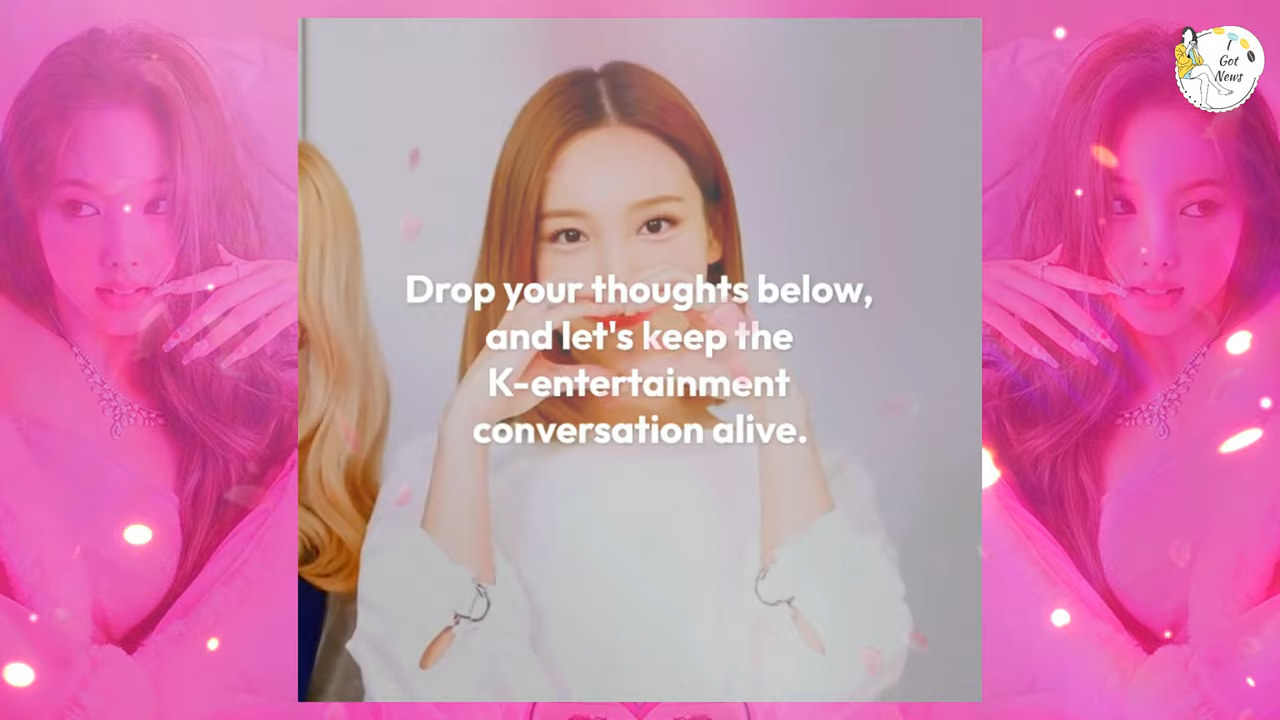 I
Got
News
Drop your thoughts below,
and let's keep the
K-entertainment
conversation alive.